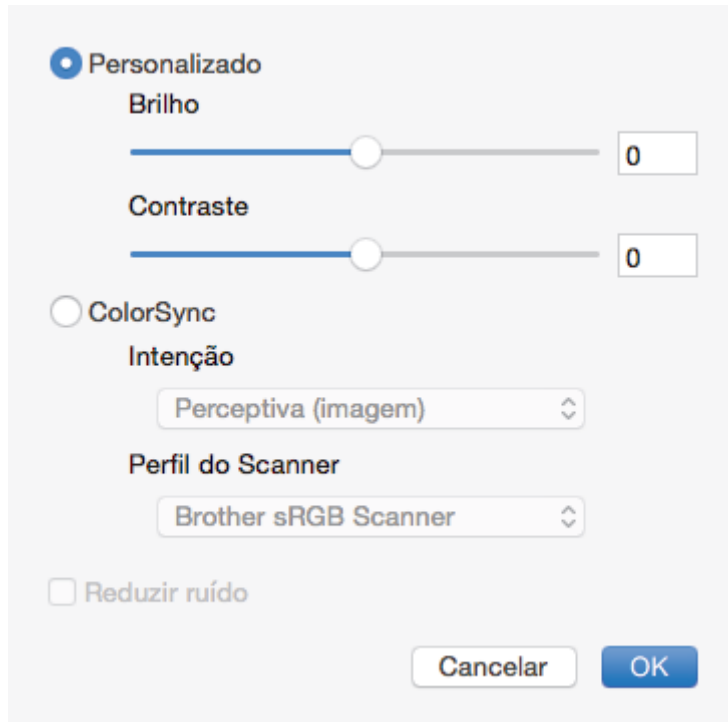 Personalizado
Brilho
0
Contraste
0
ColorSync
Intenção
Perceptiva (imagem)
Perfil do Scanner
Brother sRGB Scanner
Reduzir ruído
Cancelar OK